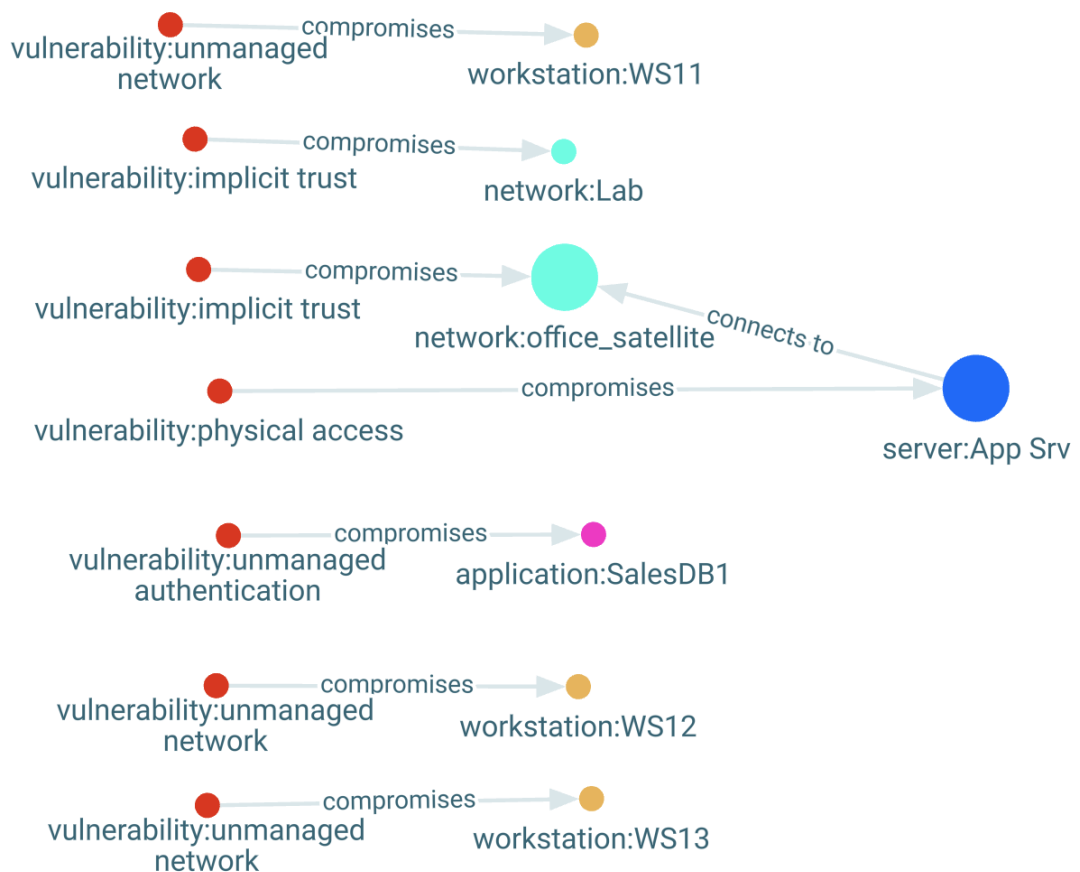 compromises
vulnerability:unmanaged
network
workstation:WS11
compromises
vulnerability:implicit trust
network:Lab
compromises
vulnerability:implicit trust
network:office_satellite
connects to
compromises
vulnerability:physical access
server:App Srv
compromises
vulnerability:unmanaged
authentication
application:SalesDB1
compromises
vulnerability:unmanaged
network
workstation:WS12
compromises
vulnerability:unmanaged
network
workstation:WS13